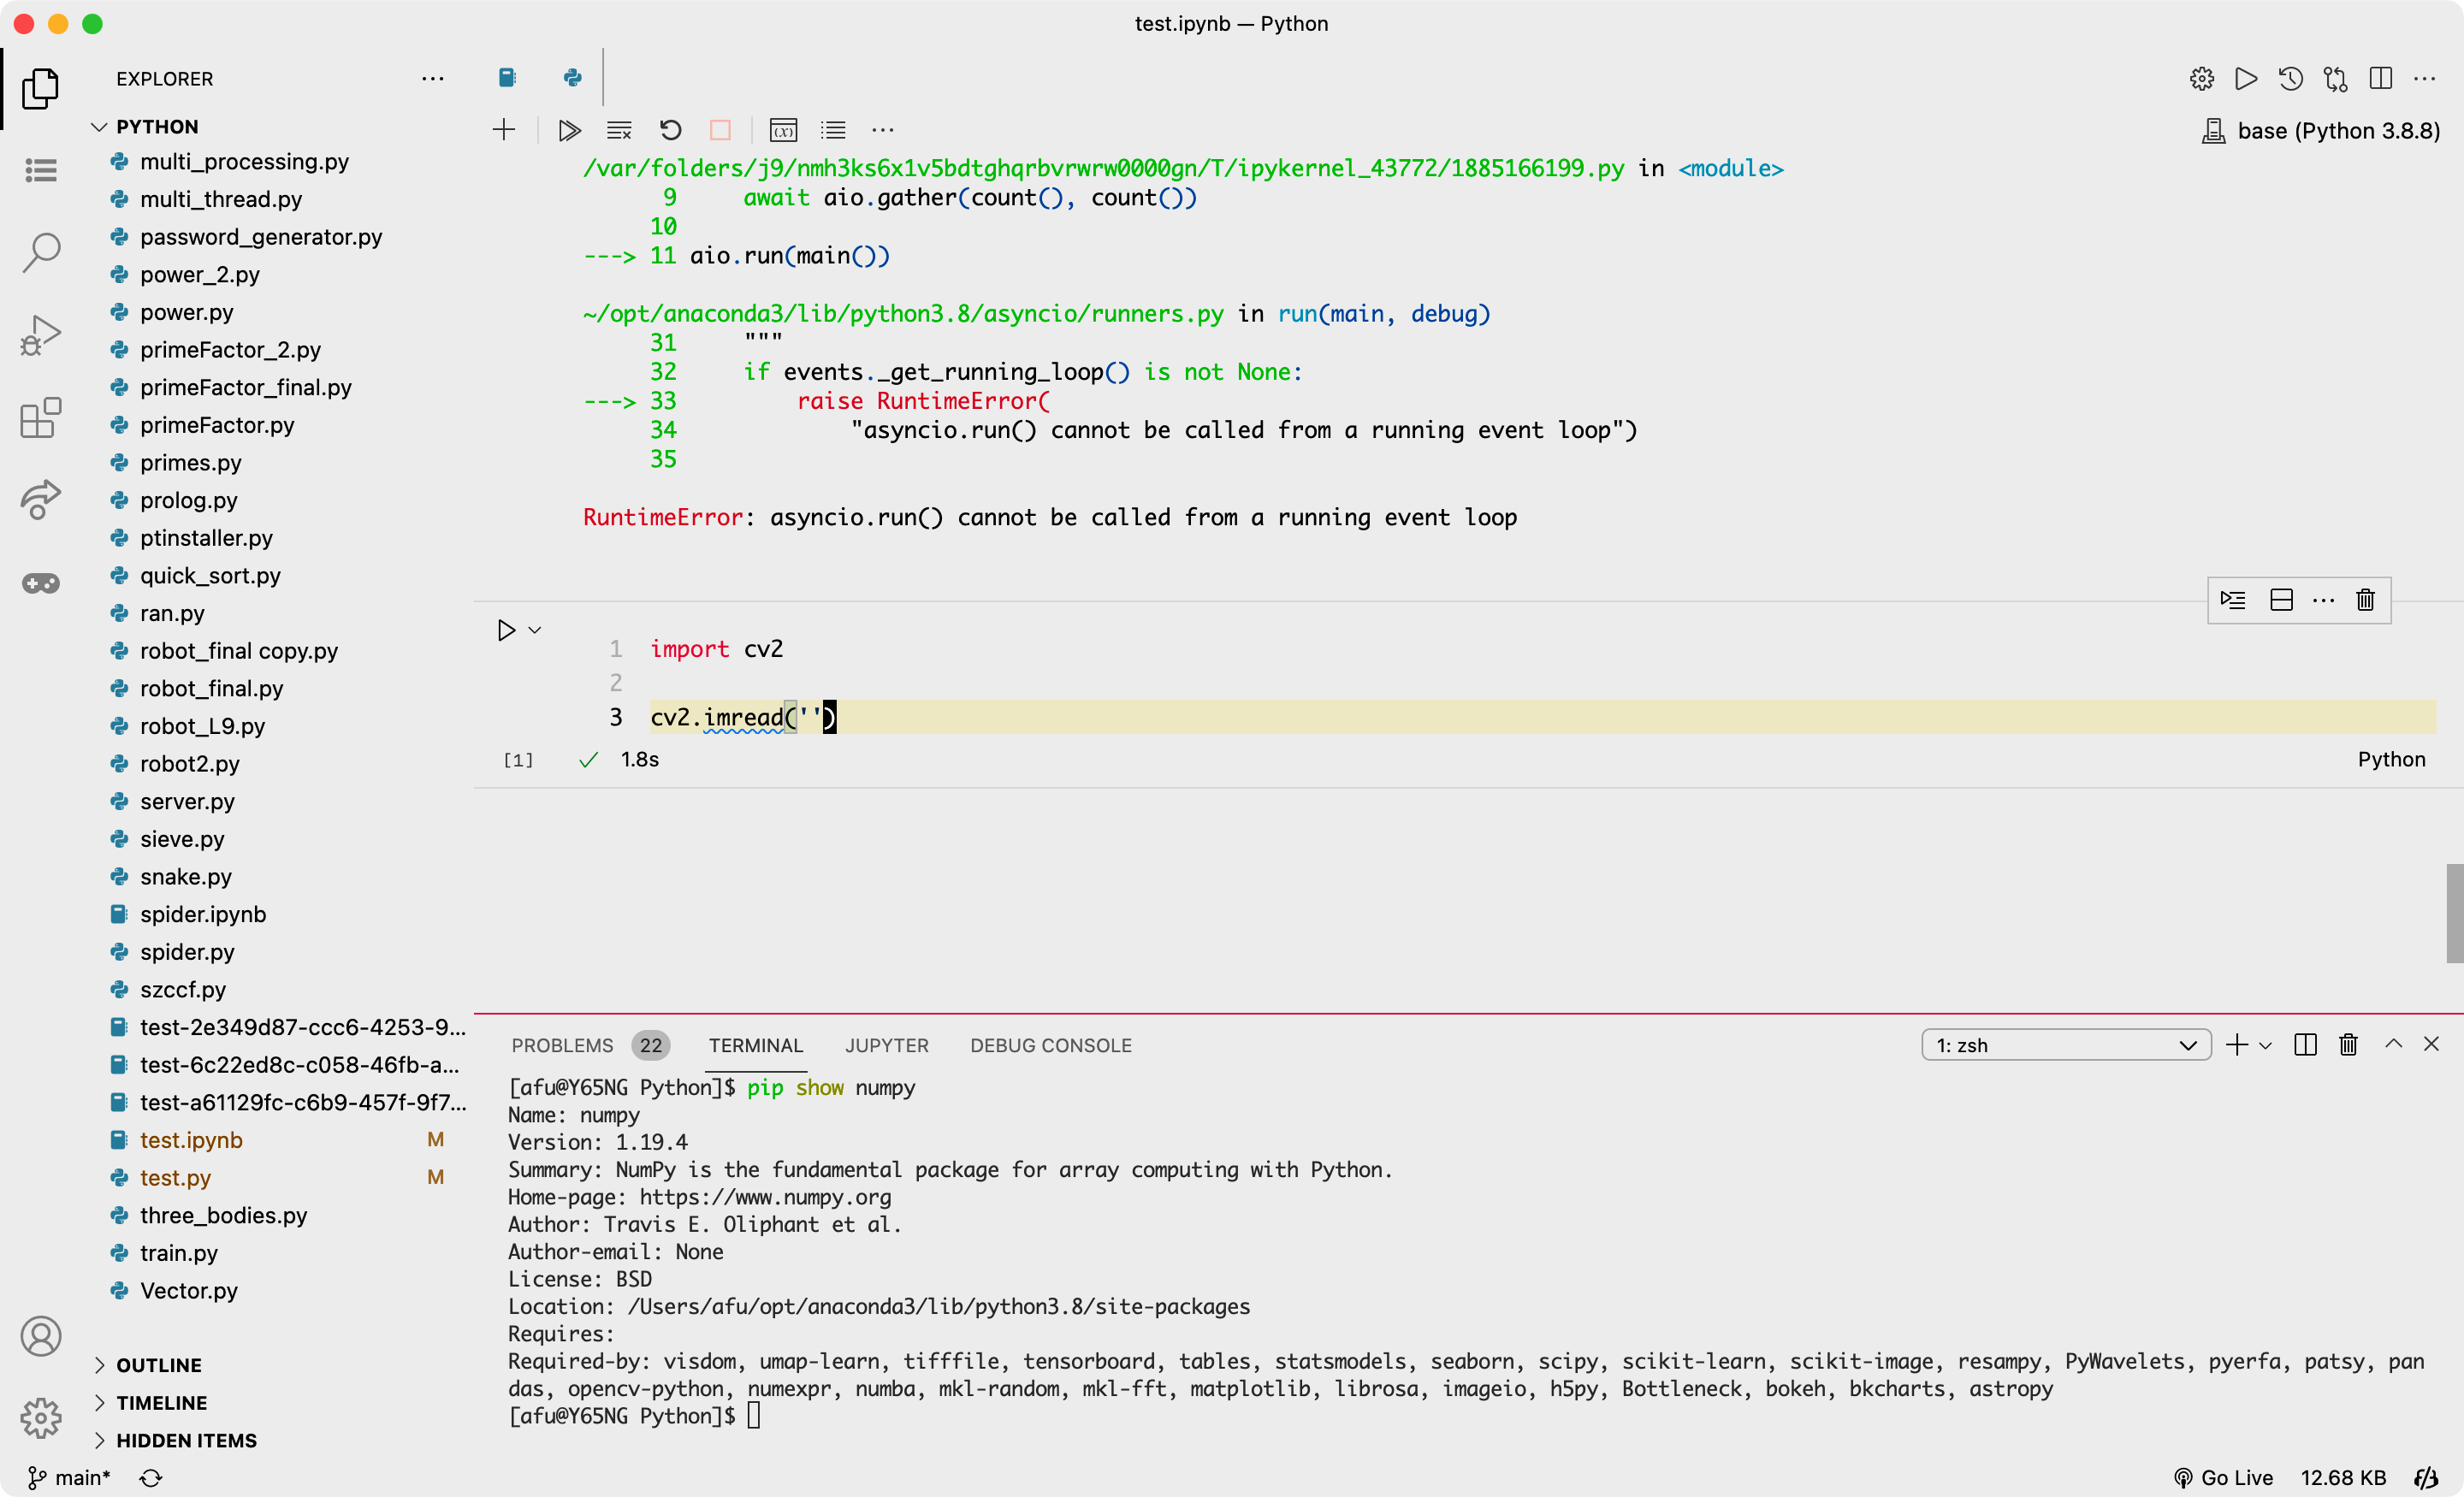 test.ipynb — Python
EXPLORER
PYTHON
multi_processing.py
multi_thread.py
password_generator.py
power_2.py
power.py
primeFactor_2.py
primeFactor_final.py
primeFactor.py
primes.py
prolog.py
ptinstaller.py
quick_sort.py
ran.py
robot_final copy.py
robot_final.py
robot_L9.py
robot2.py
server.py
sieve.py
snake.py
spider.ipynb
spider.py
szccf.py
test-2e349d87-ccc6-4253-9...
test-6c22ed8c-c058-46fb-a...
test-a61129fc-c6b9-457f-9f7...
test.ipynb M
test.py M
three_bodies.py
train.py
Vector.py
OUTLINE
TIMELINE
HIDDEN ITEMS
base (Python 3.8.8)
/var/folders/j9/nmh3ks6x1v5bdtghqrbvrwrw0000gn/T/ipykernel_43772/1885166199.py in <module>
9 await aio.gather(count(), count())
10
---> 11 aio.run(main())
~/opt/anaconda3/lib/python3.8/asyncio/runners.py in run(main, debug)
31 """
32 if events._get_running_loop() is not None:
---> 33 raise RuntimeError(
34 "asyncio.run() cannot be called from a running event loop")
35
RuntimeError: asyncio.run() cannot be called from a running event loop
1 import cv2
2
3 cv2.imread('')
[1] 1.8s Python
PROBLEMS 22 TERMINAL JUPYTER DEBUG CONSOLE 1: zsh
[afu@Y65NG Python]$ pip show numpy
Name: numpy
Version: 1.19.4
Summary: NumPy is the fundamental package for array computing with Python.
Home-page: https://www.numpy.org
Author: Travis E. Oliphant et al.
Author-email: None
License: BSD
Location: /Users/afu/opt/anaconda3/lib/python3.8/site-packages
Requires:
Required-by: visdom, umap-learn, tifffile, tensorboard, tables, statsmodels, seaborn, scipy, scikit-learn, scikit-image, resampy, PyWavelets, pyerfa, patsy, pan
das, opencv-python, numexpr, numba, mkl-random, mkl-fft, matplotlib, librosa, imageio, h5py, Bottleneck, bokeh, bkcharts, astropy
[afu@Y65NG Python]$
main* Go Live 12.68 KB